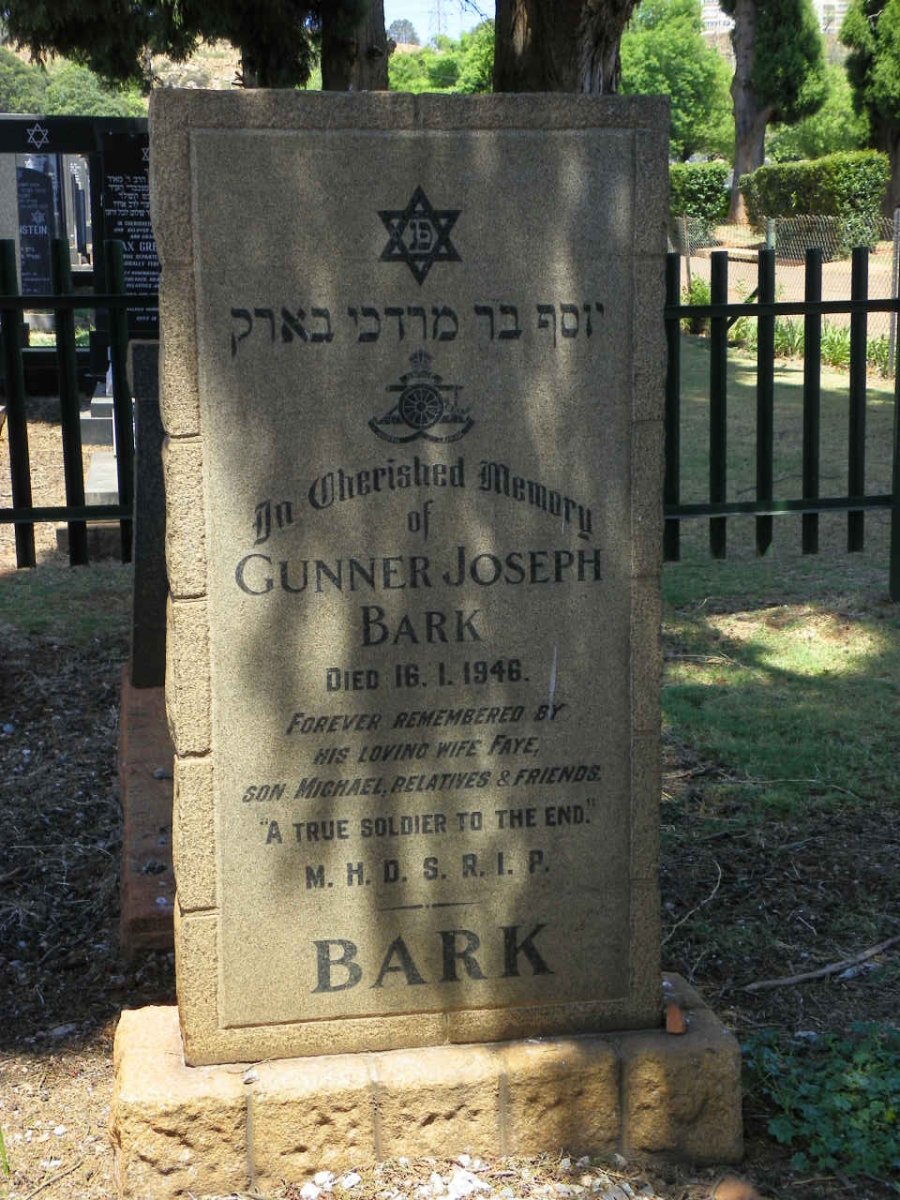 פנ
יוסף בר מרדכי בארק
In Cherished Memory
of
GUNNER JOSEPH
BARK
DIED 16. 1. 1946.
FOREVER REMEMBERED BY
HIS LOVING WIFE FAYE,
SON MICHAEL, RELATIVES & FRIENDS.
"A TRUE SOLDIER TO THE END."
M. H. D. S. R. I. P.
BARK